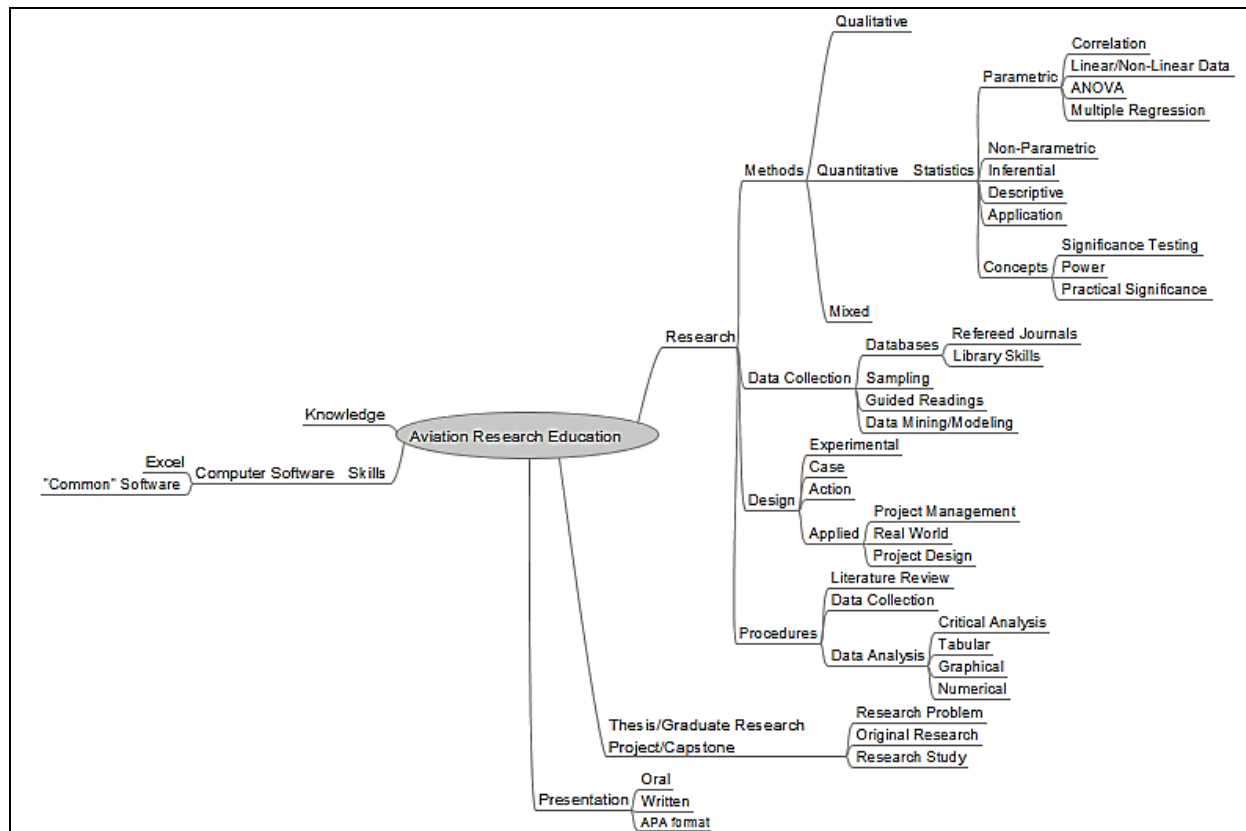 Aviation Research Education
Knowledge
Skills
Computer Software
Excel
"Common" Software
Research
Methods
Qualitative
Quantitative
Statistics
Parametric
Correlation
Linear/Non-Linear Data
ANOVA
Multiple Regression
Non-Parametric
Inferential
Descriptive
Application
Concepts
Significance Testing
Power
Practical Significance
Mixed
Data Collection
Databases
Refereed Journals
Library Skills
Sampling
Guided Readings
Data Mining/Modeling
Design
Experimental
Case
Action
Applied
Project Management
Real World
Project Design
Procedures
Literature Review
Data Collection
Data Analysis
Critical Analysis
Tabular
Graphical
Numerical
Thesis/Graduate Research
Project/Capstone
Research Problem
Original Research
Research Study
Presentation
Oral
Written
APA format